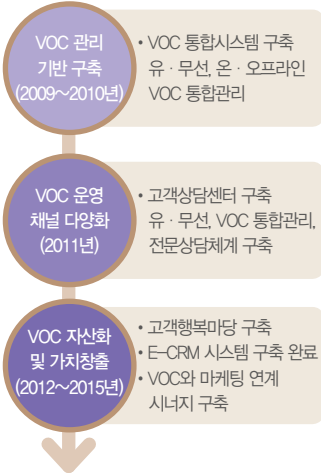 VOC 관리
기반 구축
(2009~2010년)
• VOC 통합시스템 구축
유 · 무선, 온 · 오프라인
VOC 통합관리
VOC 운영
채널 다양화
(2011년)
• 고객상담센터 구축
유 · 무선, VOC 통합관리,
전문상담체계 구축
VOC 자산화
및 가치창출
(2012~2015년)
• 고객행복마당 구축
• E-CRM 시스템 구축 완료
• VOC와 마케팅 연계
시너지 구축